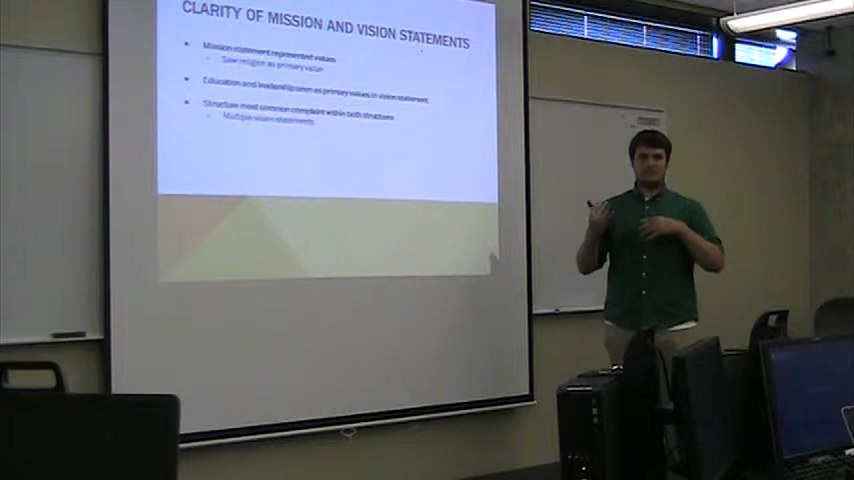 CLARITY OF MISSION AND VISION STATEMENTS
Mission statement represented values
Saw religion as primary value
Education and leadership seen as primary values in vision statement
Structure most common complaint within both structures
Multiple vision statements